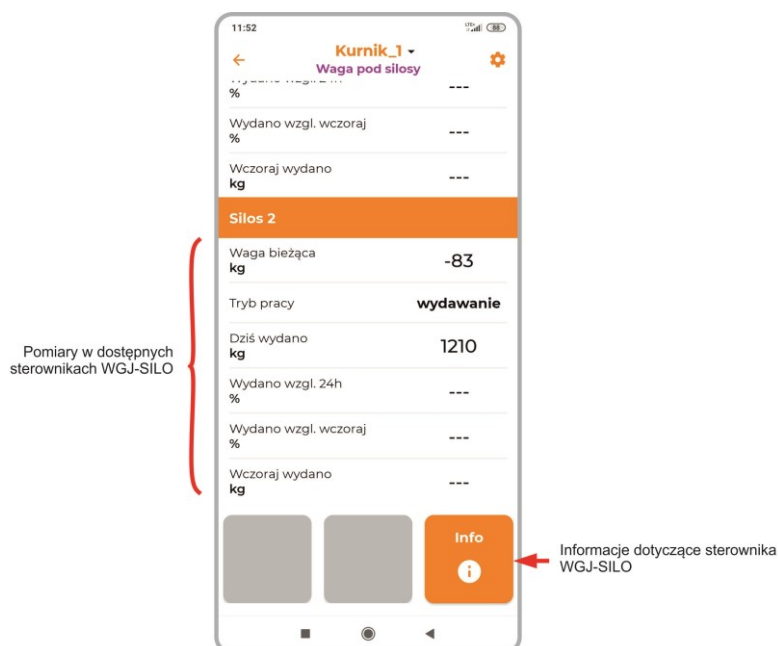 11:52
LTE+
88
Kurnik_1
Waga pod silosy
%
---
Wydano wzgl. wczoraj
%
---
Wczoraj wydano
kg
---
Silos 2
Waga bieżąca
kg
-83
Tryb pracy
wydawanie
Dziś wydano
kg
1210
Wydano wzgl. 24h
%
---
Wydano wzgl. wczoraj
%
---
Wczoraj wydano
kg
---
Info
Pomiary w dostępnych
sterownikach WGJ-SILO
Informacje dotyczące sterownika
WGJ-SILO